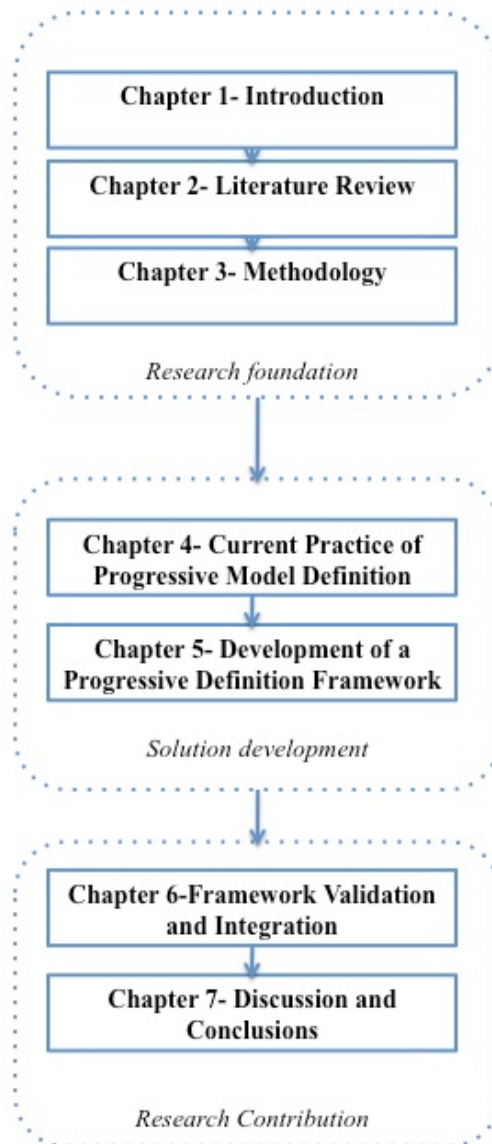 Chapter 1- Introduction
Chapter 2- Literature Review
Chapter 3- Methodology
Research foundation
Chapter 4- Current Practice of
Progressive Model Definition
Chapter 5- Development of a
Progressive Definition Framework
Solution development
Chapter 6-Framework Validation
and Integration
Chapter 7- Discussion and
Conclusions
Research Contribution